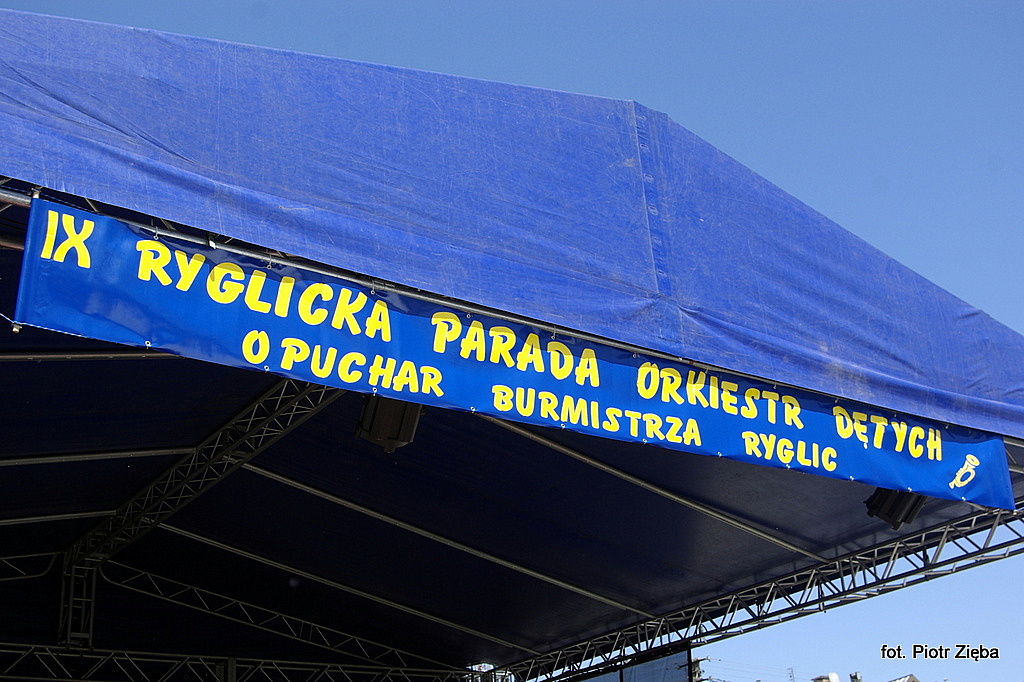 IX RYGLICKA PARADA ORKIESTR DĘTYCH
O PUCHAR BURMISTRZA RYGLIC
fot. Piotr Zięba